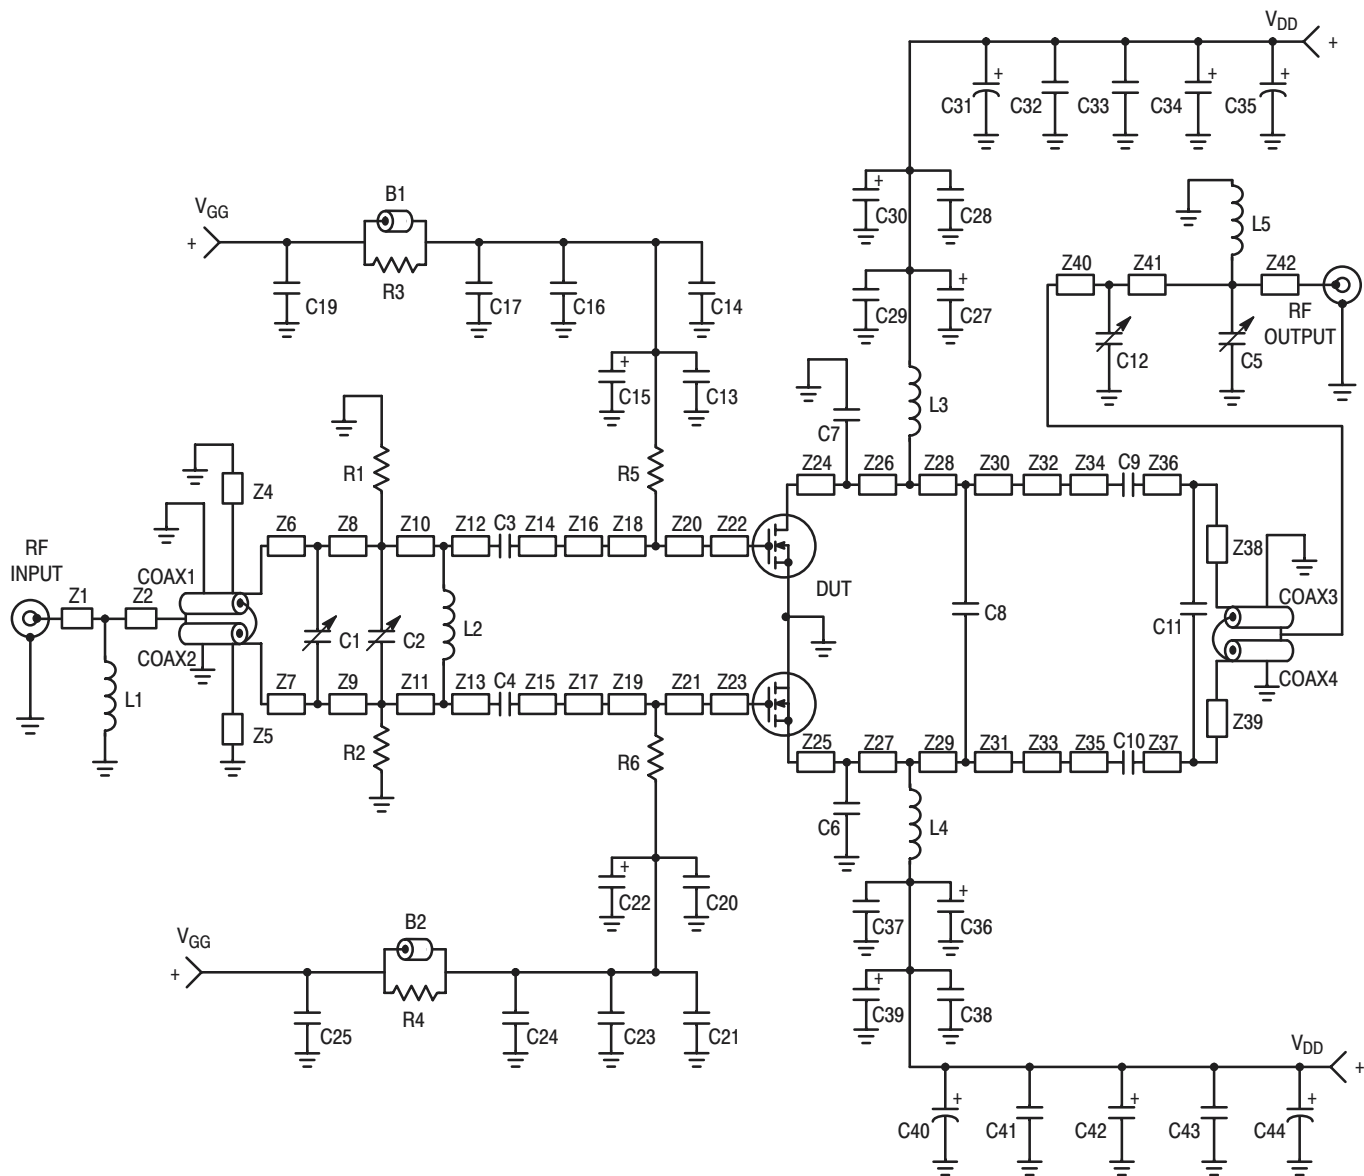 VDD
+
+ + +
C31 C32 C33 C34 C35
B1
VGG
+
R3
C19 C17 C16 C14
+
C30 C28
+
C29 C27
L5
Z40 Z41 Z42
RF
OUTPUT
C12 C5
+
C15 C13
L3
C7
R1
R5
Z24 Z26 Z28 Z30 Z32 Z34 C9 Z36
Z4
Z6 Z8 Z10 Z12 C3 Z14 Z16 Z18 Z20 Z22
Z38
RF
INPUT
COAX1
DUT
COAX3
Z1 Z2
C1 C2 L2
C8
C11
COAX2
COAX4
L1
Z7 Z9 Z11 Z13 C4 Z15 Z17 Z19 Z21 Z23
Z5
R2
R6
Z39
Z25 Z27 Z29 Z31 Z33 Z35 C10 Z37
C6
L4
+
C22 C20
+
C37 C36
B2
VGG
+
R4
+
C39 C38
C25 C24 C23 C21
VDD
+
+ + +
C40 C41 C42 C43 C44